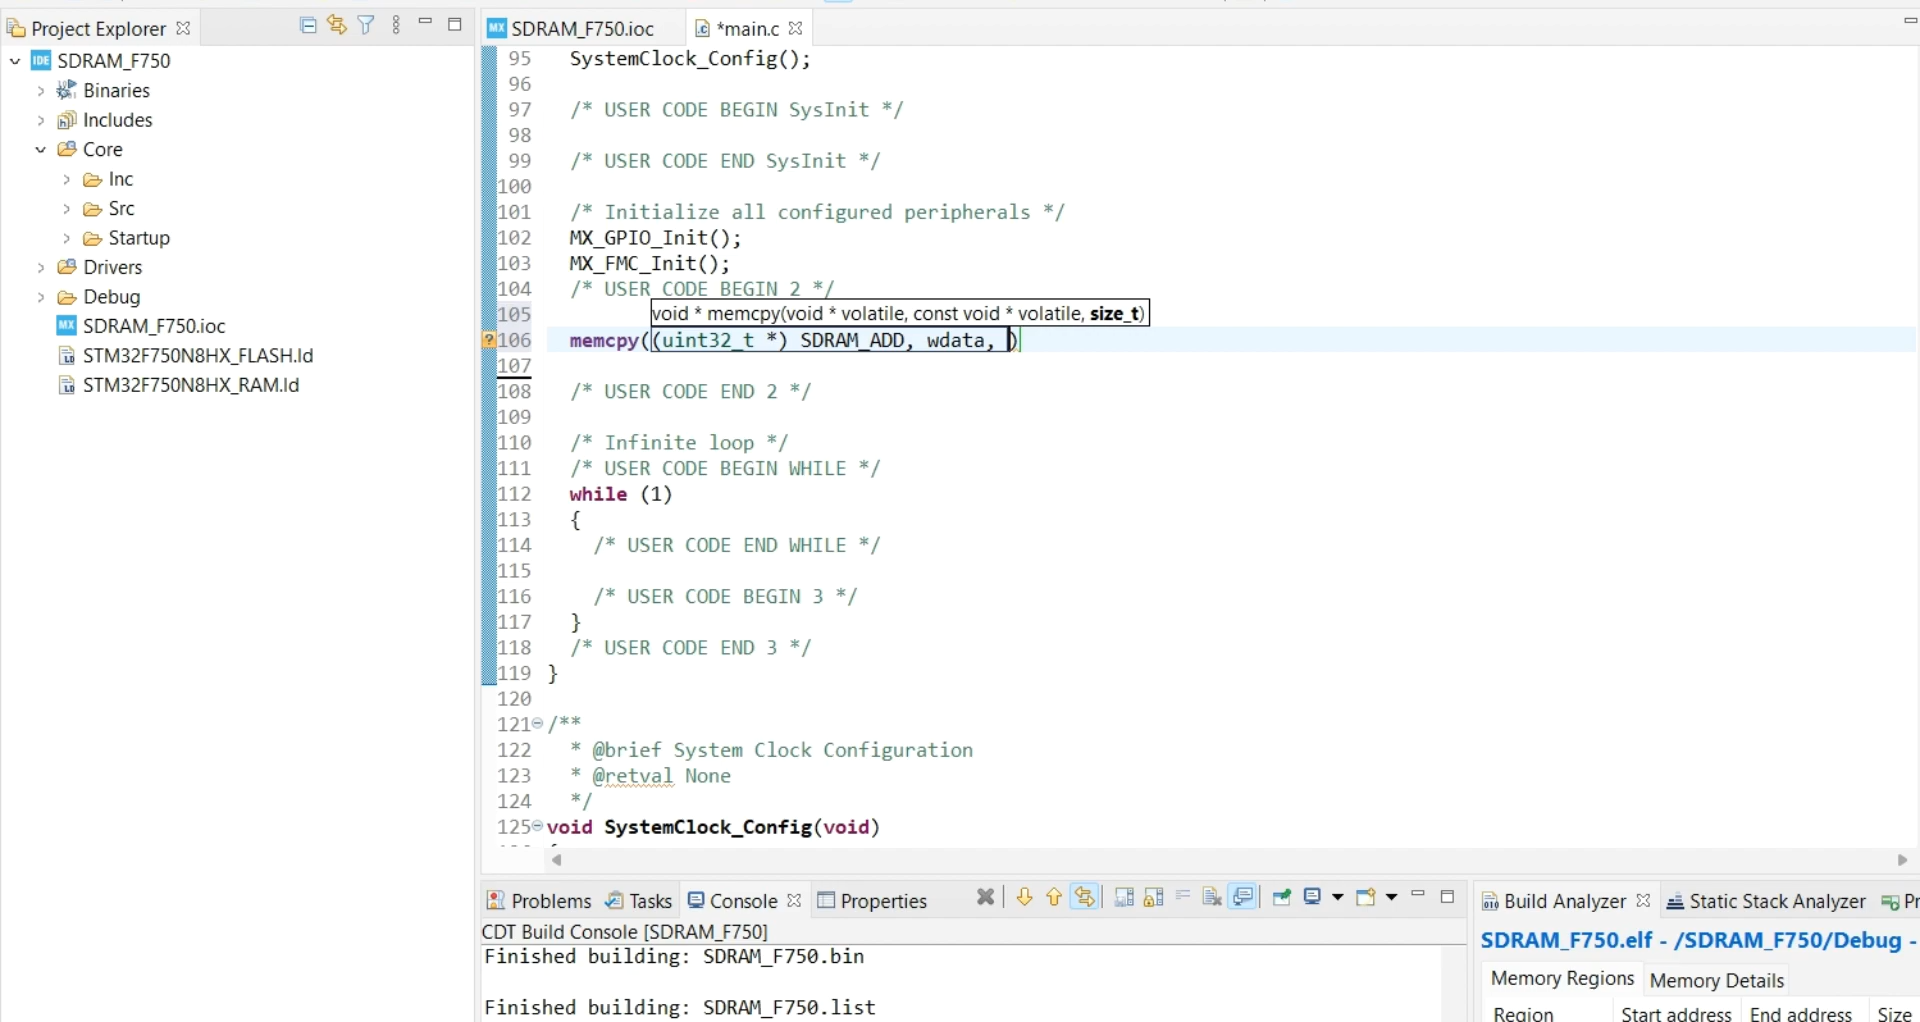 Project Explorer
IDE SDRAM_F750
Binaries
Includes
Core
Inc
Src
Startup
Drivers
Debug
MX SDRAM_F750.ioc
STM32F750N8HX_FLASH.ld
STM32F750N8HX_RAM.ld
MX SDRAM_F750.ioc
*main.c
95 SystemClock_Config();
96
97 /* USER CODE BEGIN SysInit */
98
99 /* USER CODE END SysInit */
100
101 /* Initialize all configured peripherals */
102 MX_GPIO_Init();
103 MX_FMC_Init();
104 /* USER CODE BEGIN 2 */
105 void * memcpy(void * volatile, const void * volatile, size_t)
106 memcpy((uint32_t *) SDRAM_ADD, wdata, )
107
108 /* USER CODE END 2 */
109
110 /* Infinite loop */
111 /* USER CODE BEGIN WHILE */
112 while (1)
113 {
114 /* USER CODE END WHILE */
115
116 /* USER CODE BEGIN 3 */
117 }
118 /* USER CODE END 3 */
119 }
120
121 /**
122 * @brief System Clock Configuration
123 * @retval None
124 */
125 void SystemClock_Config(void)
Problems Tasks Console Properties
CDT Build Console [SDRAM_F750]
Finished building: SDRAM_F750.bin
Finished building: SDRAM_F750.list
Build Analyzer Static Stack Analyzer
SDRAM_F750.elf - /SDRAM_F750/Debug -
Memory Regions Memory Details
Region Start address End address Size